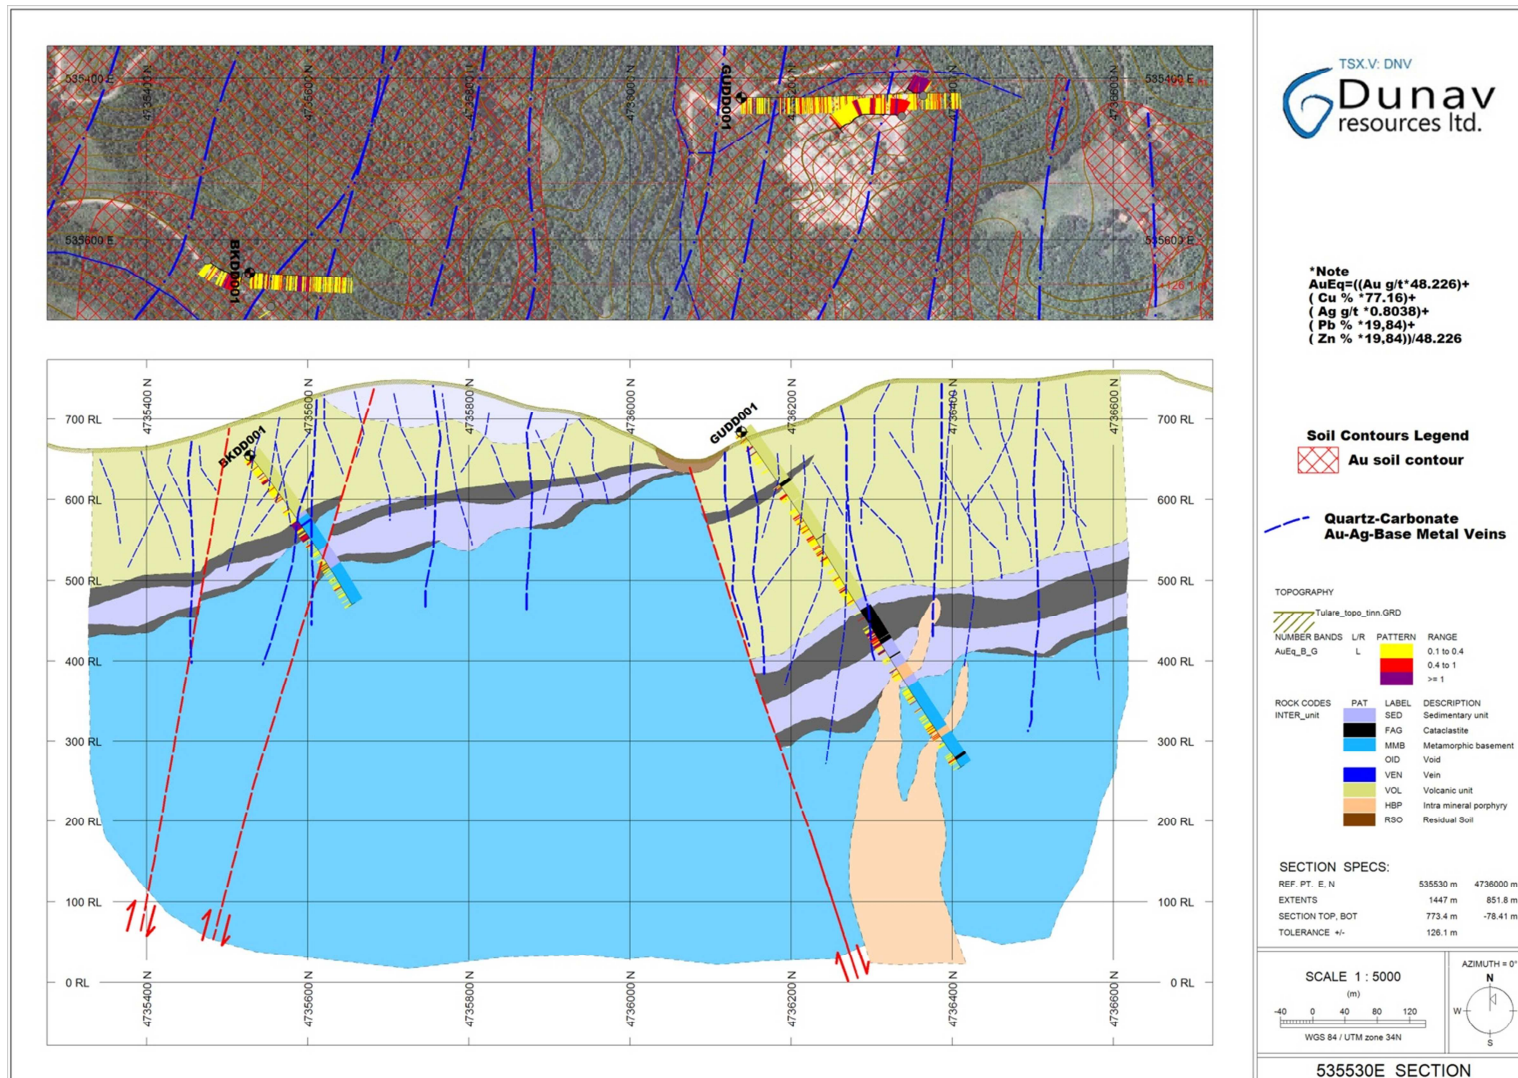 535400 E
4735400 N
4735600 N
4735800 N
4736000 N
GUDD001
4736200 N
4736400 N
4736600 N
535400 E
535600 E
BKDD001
535600 E
700 RL
4735400 N
BKDD001
4735600 N
4735800 N
4736000 N
GUDD001
4736200 N
4736400 N
4736600 N
700 RL
600 RL
600 RL
500 RL
500 RL
400 RL
400 RL
300 RL
300 RL
200 RL
200 RL
100 RL
100 RL
0 RL
0 RL
4735400 N
4735600 N
4735800 N
4736000 N
4736200 N
4736400 N
4736600 N
TSX.V: DNV
Dunav
resources ltd.
*Note
AuEq=((Au g/t*48.226)+
( Cu % *77.16)+
( Ag g/t *0.8038)+
( Pb % *19,84)+
( Zn % *19,84))/48.226
Soil Contours Legend
Au soil contour
Quartz-Carbonate
Au-Ag-Base Metal Veins
TOPOGRAPHY
Tulare_topo_tinn.GRD
NUMBER BANDS L/R PATTERN RANGE
AuEq_B_G L 0.1 to 0.4
0.4 to 1
>= 1
ROCK CODES PAT LABEL DESCRIPTION
INTER_unit SED Sedimentary unit
FAG Cataclastite
MMB Metamorphic basement
OID Void
VEN Vein
VOL Volcanic unit
HBP Intra mineral porphyry
RSO Residual Soil
SECTION SPECS:
REF. PT. E, N 535530 m 4736000 m
EXTENTS 1447 m 851.8 m
SECTION TOP, BOT 773.4 m -78.41 m
TOLERANCE +/- 126.1 m
SCALE 1 : 5000
(m)
-40 0 40 80 120
WGS 84 / UTM zone 34N
AZIMUTH = 0°
N
W
S
535530E SECTION